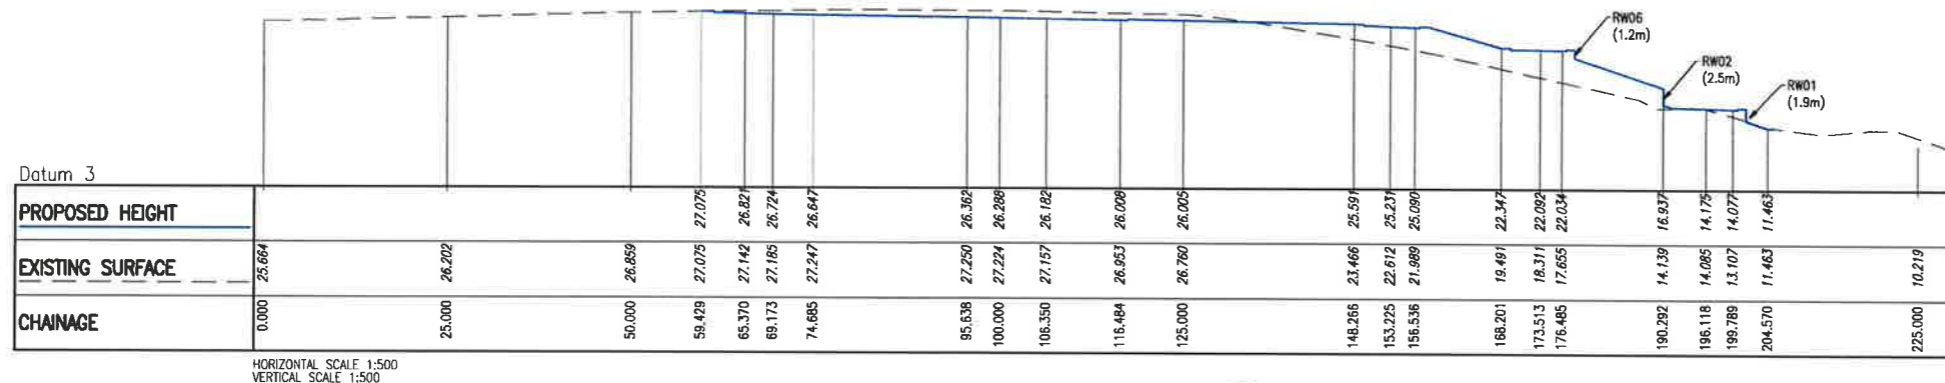 RW06
(1.2m)
RW02
(2.5m)
RW01
(1.9m)
Datum 3
PROPOSED HEIGHT 27.075 26.821 26.724 26.647 26.362 26.288 26.182 26.008 26.005 25.591 25.231 25.090 22.347 22.092 22.034 16.937 14.175 14.077 11.463
EXISTING SURFACE 25.664 26.202 26.859 27.075 27.142 27.185 27.247 27.250 27.224 27.157 26.953 26.760 23.466 22.612 21.989 19.491 18.311 17.655 14.139 14.085 13.107 11.463 10.219
CHAINAGE 0.000 25.000 50.000 59.429 65.370 69.173 74.685 95.638 100.000 106.350 116.484 125.000 148.266 153.225 156.536 168.201 173.513 176.485 190.292 196.118 199.789 204.570 225.000
HORIZONTAL SCALE 1:500
VERTICAL SCALE 1:500